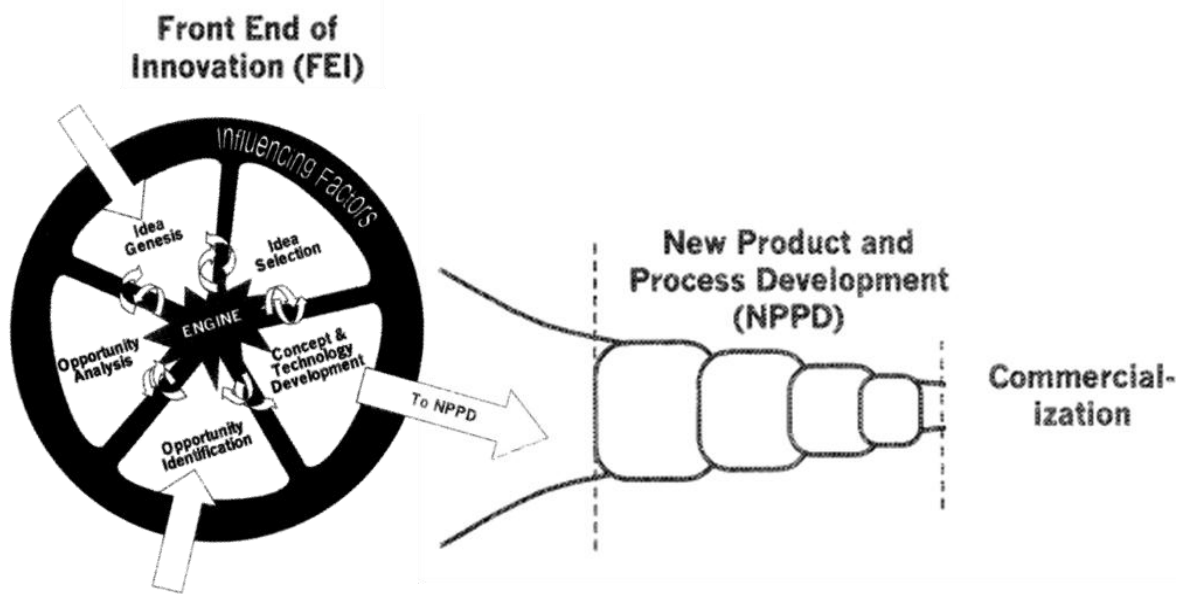 Front End of
Innovation (FEI)
Influencing Factors
Idea
Genesis
Idea
Selection
ENGINE
Opportunity
Analysis
Concept &
Technology
Development
Opportunity
Identification
To NPPD
New Product and
Process Development
(NPPD)
Commercial-
ization